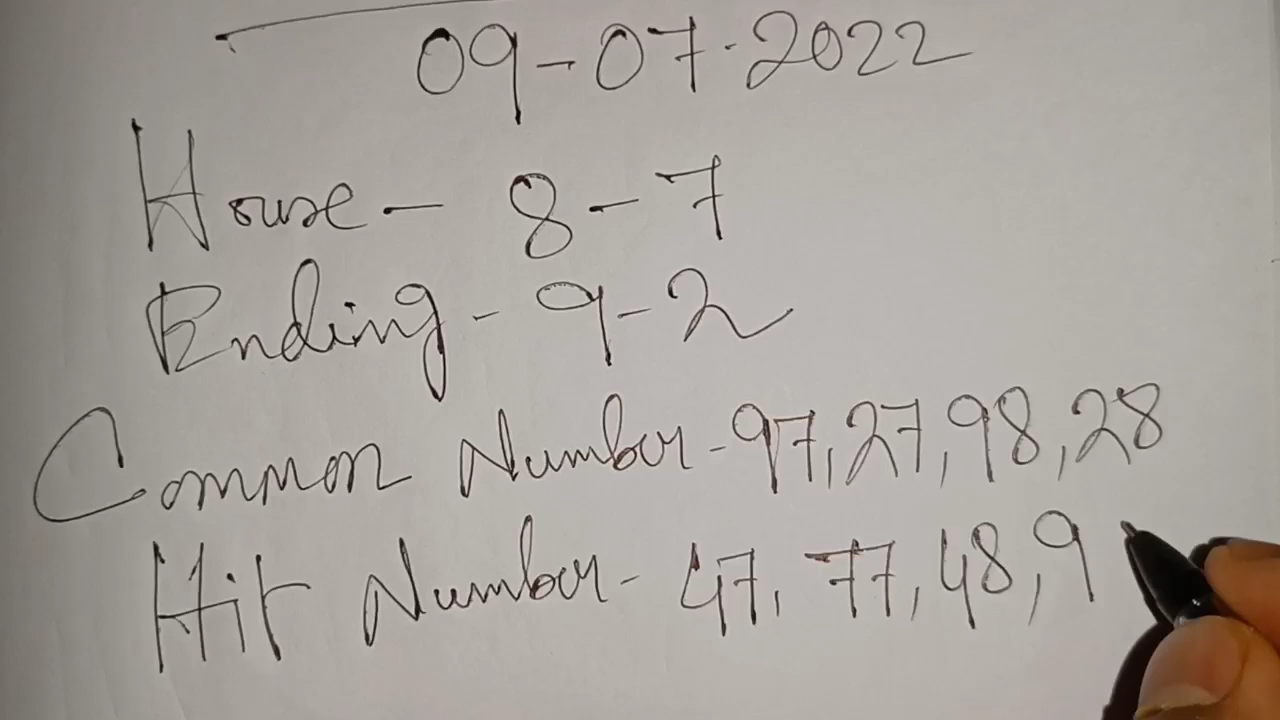 09-07-2022
House - 8-7
Ending - 9-2
Common Number - 97, 27, 98, 28
Hit Number - 47, 77, 48, 9